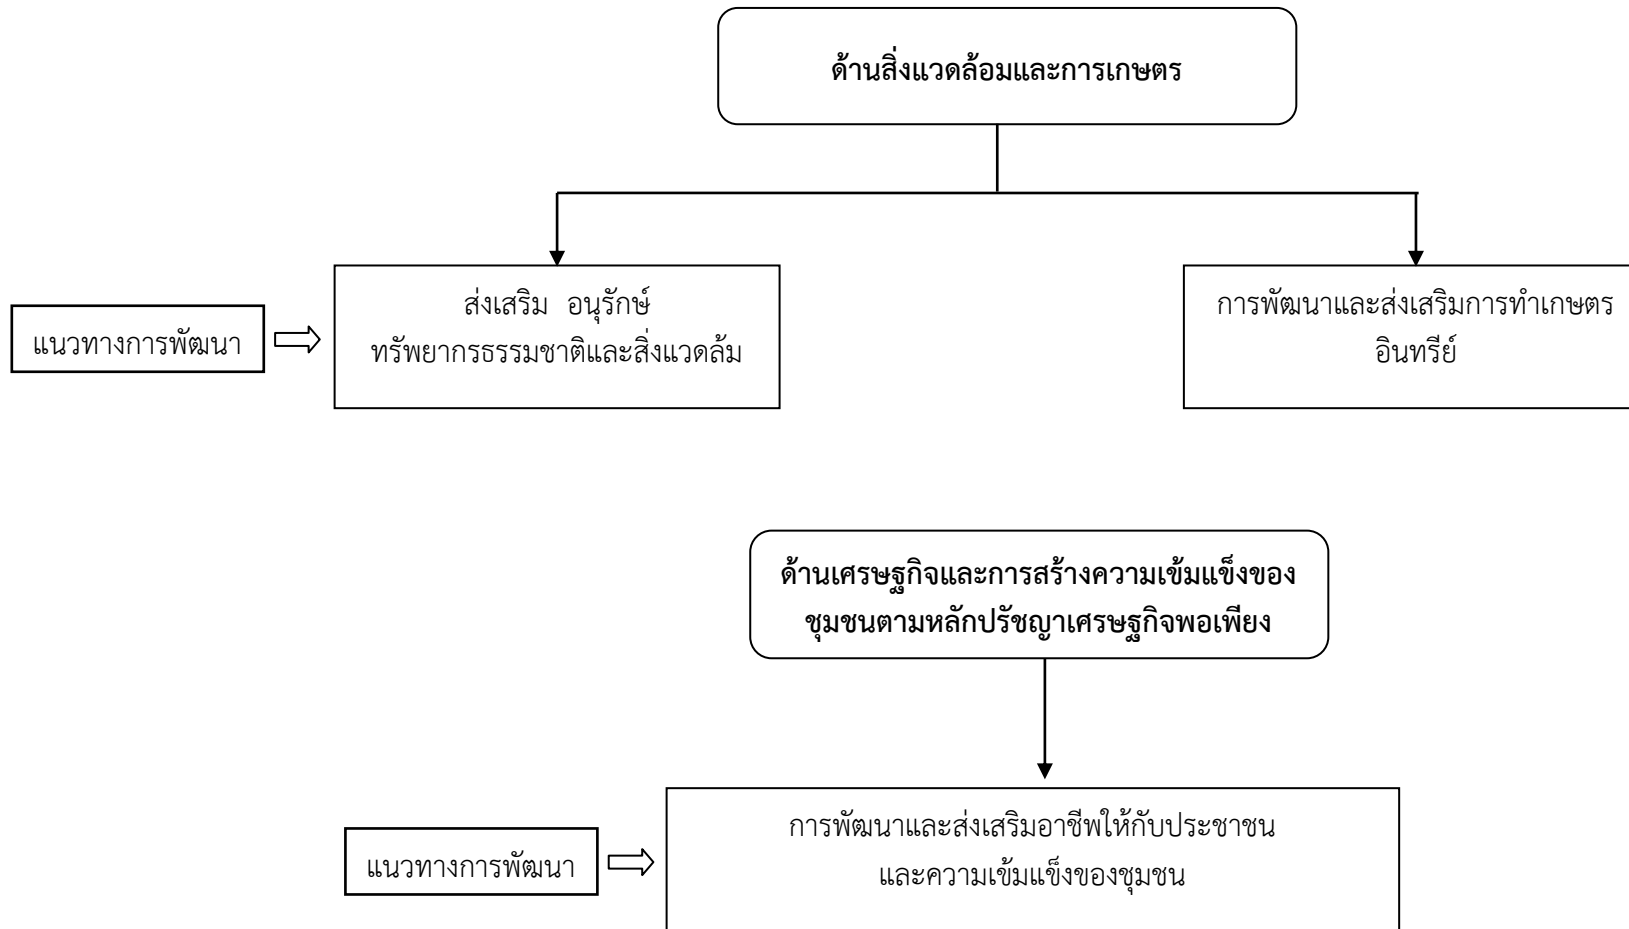 ด้านสิ่งแวดล้อมและการเกษตร
แนวทางการพัฒนา
ส่งเสริม อนุรักษ์
ทรัพยากรธรรมชาติและสิ่งแวดล้ม
การพัฒนาและส่งเสริมการทำเกษตร
อินทรีย์
ด้านเศรษฐกิจและการสร้างความเข้มแข็งของ
ชุมชนตามหลักปรัชญาเศรษฐกิจพอเพียง
แนวทางการพัฒนา
การพัฒนาและส่งเสริมอาชีพให้กับประชาชน
และความเข้มแข็งของชุมชน